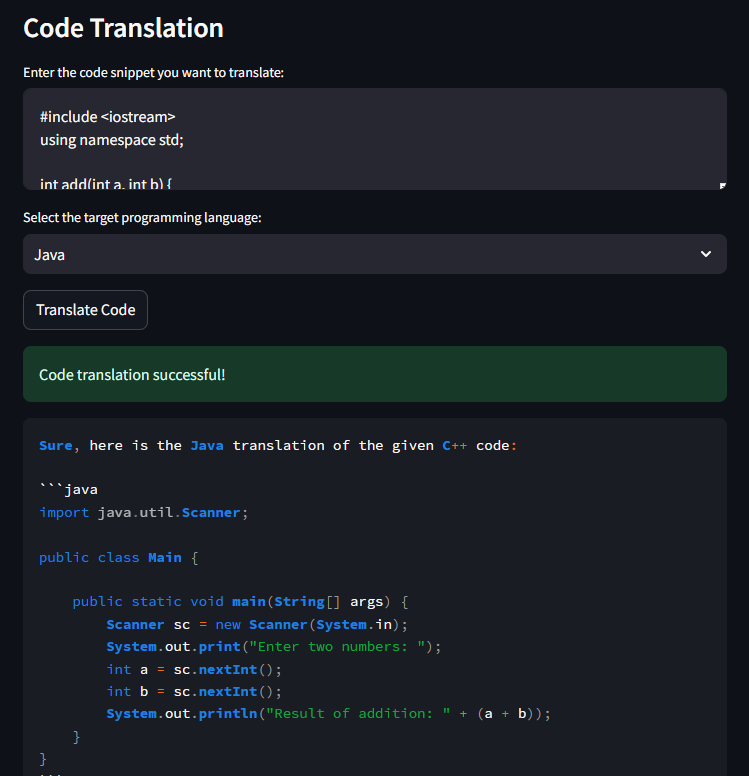 Code Translation
Enter the code snippet you want to translate:
#include <iostream>
using namespace std;
int add(int a, int b) {
Select the target programming language:
Java
Translate Code
Code translation successful!
Sure, here is the Java translation of the given C++ code:
```java
import java.util.Scanner;
public class Main {
    public static void main(String[] args) {
        Scanner sc = new Scanner(System.in);
        System.out.print("Enter two numbers: ");
        int a = sc.nextInt();
        int b = sc.nextInt();
        System.out.println("Result of addition: " + (a + b));
    }
}
```